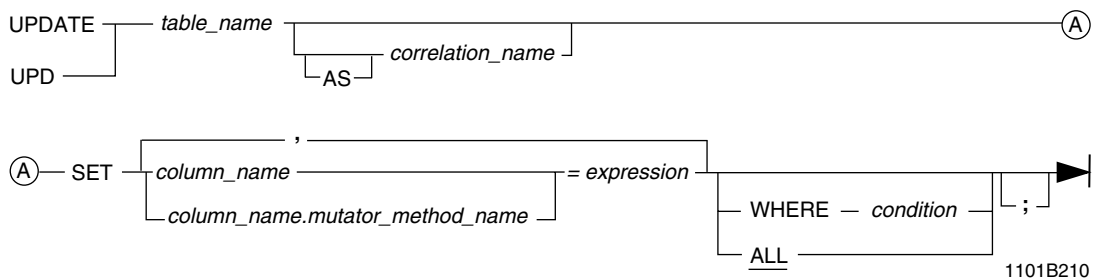 UPDATE table_name A
correlation_name
UPD AS
,
A SET column_name = expression
column_name.mutator_method_name WHERE condition ;
ALL
1101B210